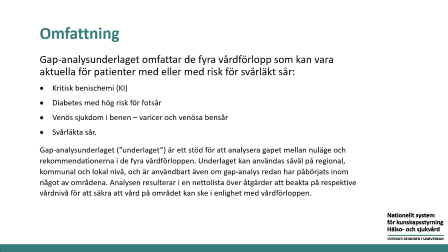 Omfattning
Gap-analysunderlaget omfattar de fyra vårdförlopp som kan vara
aktuella för patienter med eller med risk för svårläkt sår:
• Kritisk benischemi (KI)
• Diabetes med hög risk för fotsår
• Venös sjukdom i benen – varicer och venösa bensår
• Svårläkta sår.
Gap-analysunderlaget ("underlaget") är ett stöd för att analysera gapet mellan nuläge och
rekommendationerna i de fyra vårdförloppen. Underlaget kan användas såväl på regional,
kommunal och lokal nivå, och är användbart även om gap-analys redan har påbörjats inom
något av områdena. Analysen resulterar i en nettolista över åtgärder att beakta på respektive
vårdnivå för att säkra att vård på området kan ske i enlighet med vårdförloppen.
Nationellt system
för kunskapsstyrning
Hälso- och sjukvård
SVERIGES REGIONER I SAMVERKAN